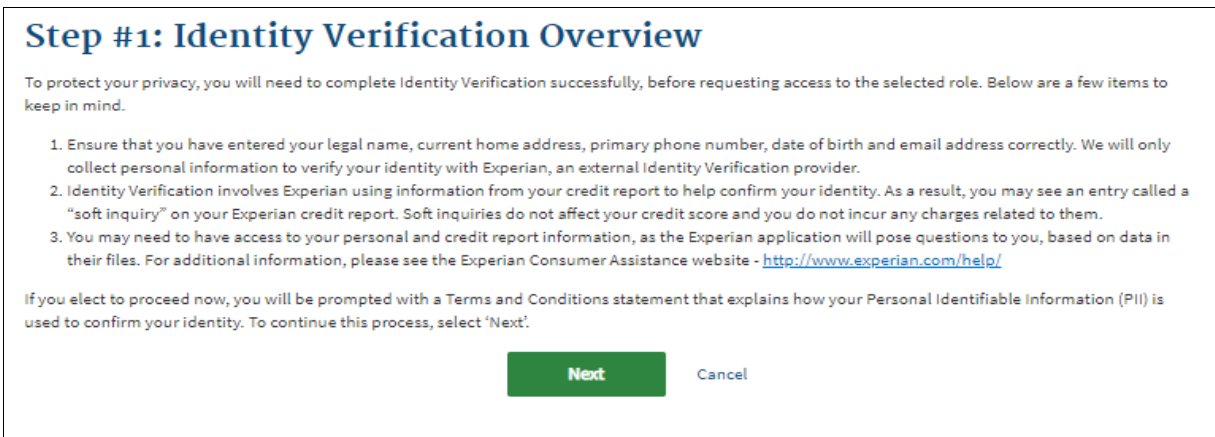 Step #1: Identity Verification Overview
To protect your privacy, you will need to complete Identity Verification successfully, before requesting access to the selected role. Below are a few items to
keep in mind.
1. Ensure that you have entered your legal name, current home address, primary phone number, date of birth and email address correctly. We will only
collect personal information to verify your identity with Experian, an external Identity Verification provider.
2. Identity Verification involves Experian using information from your credit report to help confirm your identity. As a result, you may see an entry called a
“soft inquiry” on your Experian credit report. Soft inquiries do not affect your credit score and you do not incur any charges related to them.
3. You may need to have access to your personal and credit report information, as the Experian application will pose questions to you, based on data in
their files. For additional information, please see the Experian Consumer Assistance website - http://www.experian.com/help/
If you elect to proceed now, you will be prompted with a Terms and Conditions statement that explains how your Personal Identifiable Information (PII) is
used to confirm your identity. To continue this process, select ‘Next’.
Next Cancel